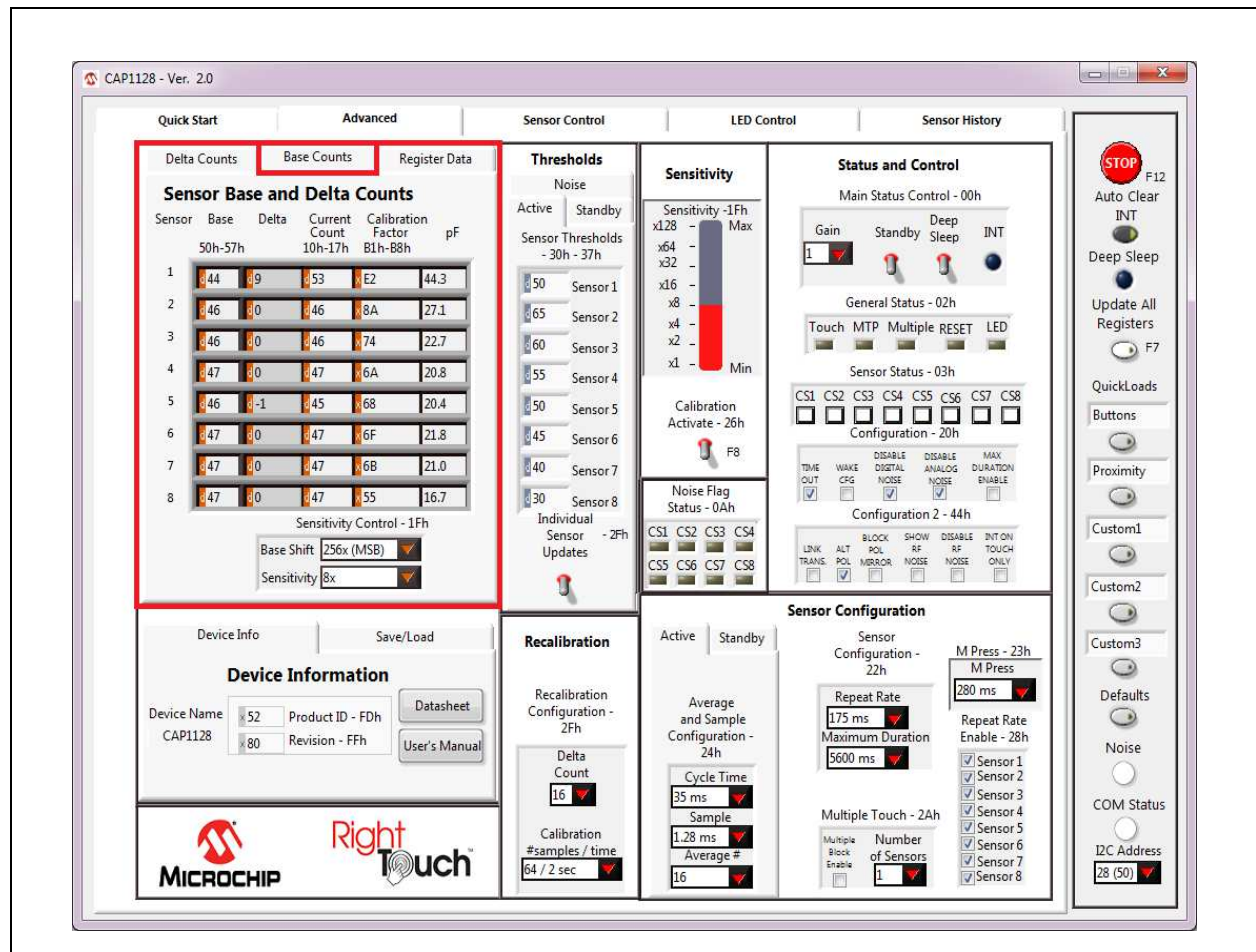 CAP1128 - Ver. 2.0
Quick Start
Advanced
Sensor Control
LED Control
Sensor History
Delta Counts
Base Counts
Register Data
Sensor Base and Delta Counts
Sensor Base Delta Current Count Calibration Factor pF
50h-57h 10h-17h B1h-B8h
1 d 44 d 9 d 53 x E2 44.3
2 d 46 d 0 d 46 x 8A 27.1
3 d 46 d 0 d 46 x 74 22.7
4 d 47 d 0 d 47 x 6A 20.8
5 d 46 d -1 d 45 x 68 20.4
6 d 47 d 0 d 47 x 6F 21.8
7 d 47 d 0 d 47 x 6B 21.0
8 d 47 d 0 d 47 x 55 16.7
Sensitivity Control - 1Fh
Base Shift 256x (MSB)
Sensitivity 8x
Device Info
Save/Load
Device Information
Device Name
CAP1128
x 52 Product ID - FDh
x 80 Revision - FFh
Datasheet
User's Manual
MICROCHIP
RightTouch
Thresholds
Noise
Active
Standby
Sensor Thresholds
- 30h - 37h
d 50 Sensor 1
d 65 Sensor 2
d 60 Sensor 3
d 55 Sensor 4
d 50 Sensor 5
d 45 Sensor 6
d 40 Sensor 7
d 30 Sensor 8
Individual
Sensor - 2Fh
Updates
Recalibration
Recalibration
Configuration -
2Fh
Delta
Count
16
Calibration
#samples / time
64 / 2 sec
Sensitivity
Sensitivity -1Fh
x128 - Max
x64 -
x32 -
x16 -
x8 -
x4 -
x2 -
x1 - Min
Calibration
Activate - 26h
F8
Noise Flag
Status - 0Ah
CS1 CS2 CS3 CS4
CS5 CS6 CS7 CS8
Status and Control
Main Status Control - 00h
Gain
1
Standby
Deep
Sleep
INT
General Status - 02h
Touch MTP Multiple RESET LED
Sensor Status - 03h
CS1 CS2 CS3 CS4 CS5 CS6 CS7 CS8
Configuration - 20h
TIME OUT
WAKE CFG
DISABLE DIGITAL NOISE
DISABLE ANALOG NOISE
MAX DURATION ENABLE
Configuration 2 - 44h
LINK TRANS.
ALT POL
BLOCK POL MIRROR
SHOW RF NOISE
DISABLE RF NOISE
INT ON TOUCH ONLY
Sensor Configuration
Active
Standby
Average
and Sample
Configuration -
24h
Cycle Time
35 ms
Sample
1.28 ms
Average #
16
Sensor
Configuration -
22h
Repeat Rate
175 ms
Maximum Duration
5600 ms
Multiple Touch - 2Ah
Multiple
Block
Enable
Number
of Sensors
1
M Press - 23h
M Press
280 ms
Repeat Rate
Enable - 28h
Sensor 1
Sensor 2
Sensor 3
Sensor 4
Sensor 5
Sensor 6
Sensor 7
Sensor 8
STOP
F12
Auto Clear
INT
Deep Sleep
Update All
Registers
F7
QuickLoads
Buttons
Proximity
Custom1
Custom2
Custom3
Defaults
Noise
COM Status
I2C Address
28 (50)